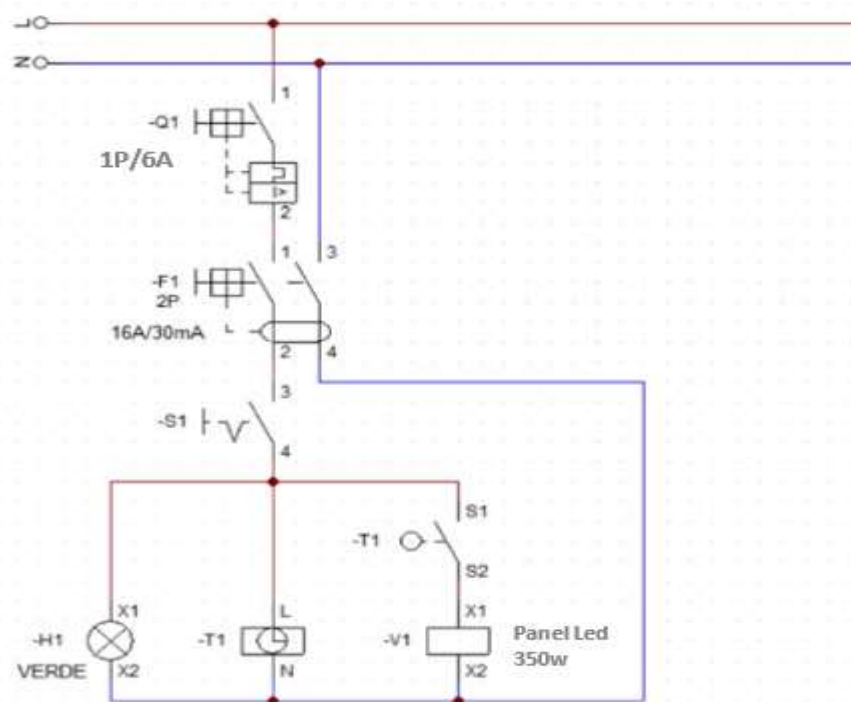 L
N
1
-Q1
1P/6A
I>
2
1 3
-F1
2P
16A/30mA
2 4
3
-S1
4
S1
-T1
S2
X1 L X1
-H1 -T1 -V1 Panel Led
350w
VERDE X2 N X2